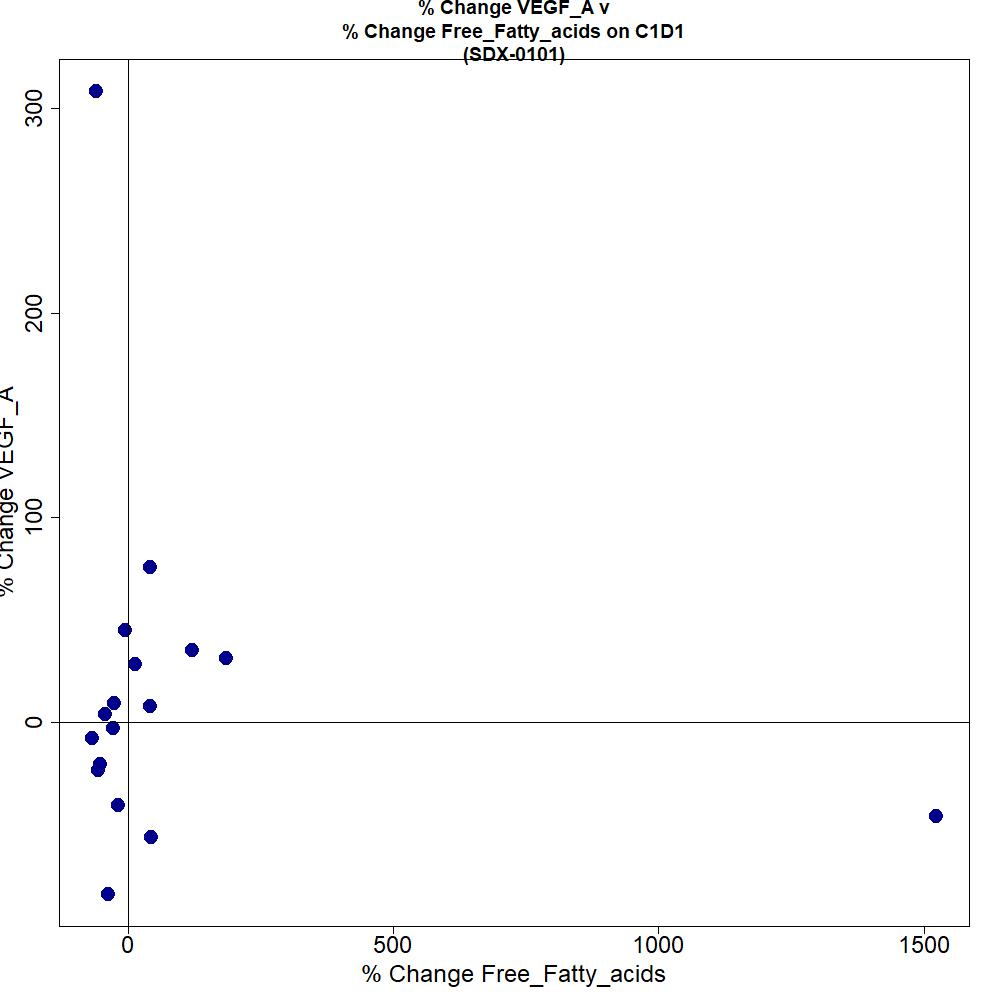 % Change VEGF_A v
% Change Free_Fatty_acids on C1D1
(SDX-0101)
% Change VEGF_A
300
200
100
0
0
500
1000
1500
% Change Free_Fatty_acids